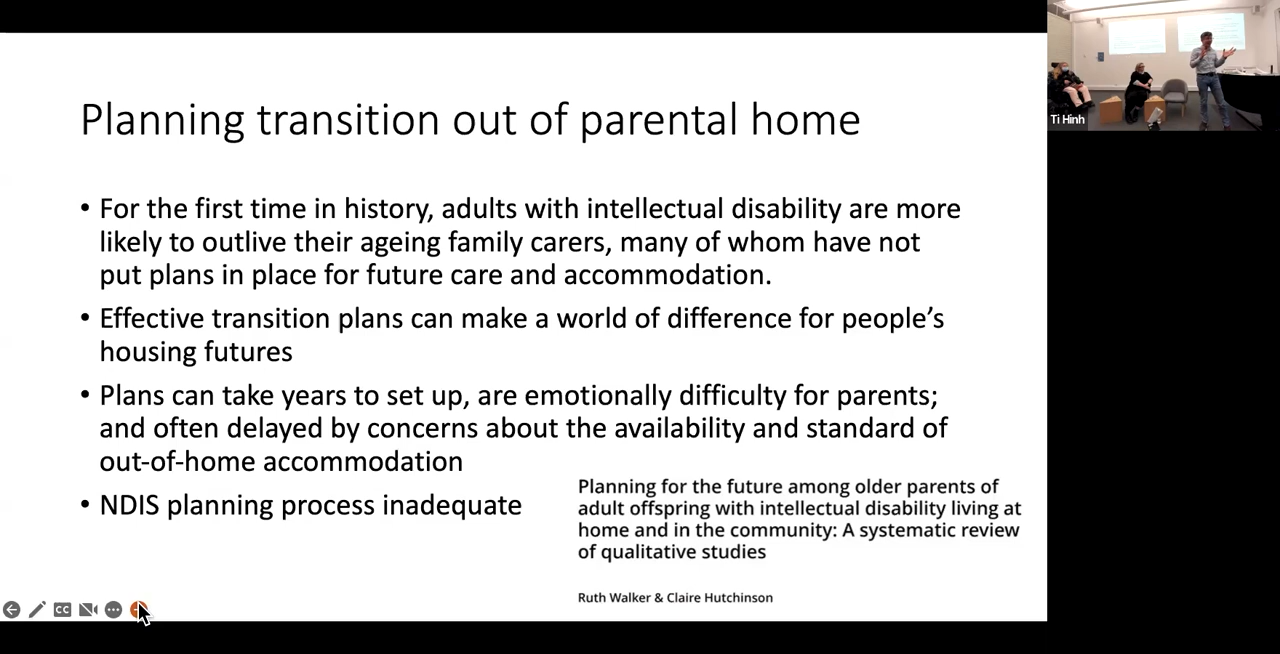 Planning transition out of parental home
• For the first time in history, adults with intellectual disability are more
likely to outlive their ageing family carers, many of whom have not
put plans in place for future care and accommodation.
• Effective transition plans can make a world of difference for people’s
housing futures
• Plans can take years to set up, are emotionally difficulty for parents;
and often delayed by concerns about the availability and standard of
out-of-home accommodation
• NDIS planning process inadequate
Planning for the future among older parents of
adult offspring with intellectual disability living at
home and in the community: A systematic review
of qualitative studies
Ruth Walker & Claire Hutchinson
CC
Ti Hinh